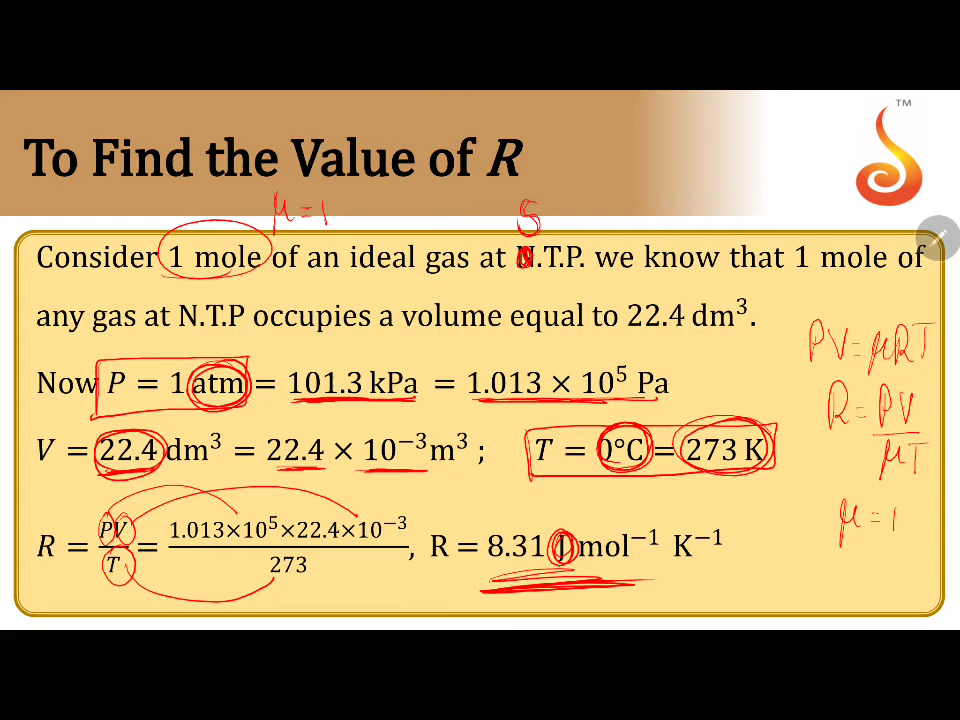 TM
To Find the Value of R
μ = 1
S
Consider 1 mole of an ideal gas at N.T.P. we know that 1 mole of
any gas at N.T.P occupies a volume equal to 22.4 dm³.
PV = μRT
Now P = 1 atm = 101.3 kPa = 1.013 × 10⁵ Pa
R = PV / μT
V = 22.4 dm³ = 22.4 × 10⁻³ m³ ; T = 0°C = 273 K
μ = 1
R = PV/T = 1.013×10⁵×22.4×10⁻³ / 273, R = 8.31 J mol⁻¹ K⁻¹